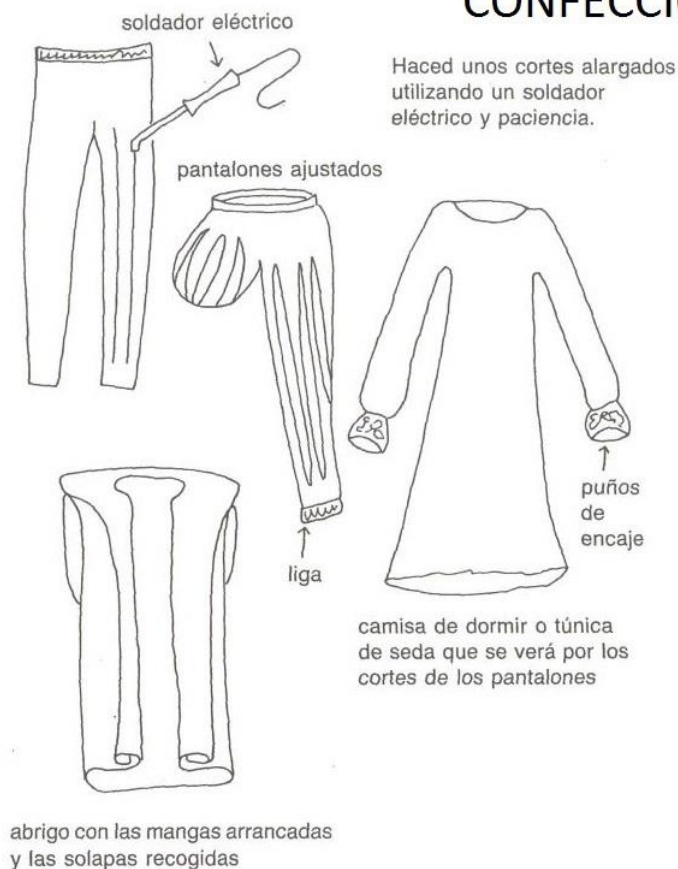 soldador eléctrico
Haced unos cortes alargados
utilizando un soldador
eléctrico y paciencia.
pantalones ajustados
puños
de
encaje
liga
camisa de dormir o túnica
de seda que se verá por los
cortes de los pantalones
abrigo con las mangas arrancadas
y las solapas recogidas